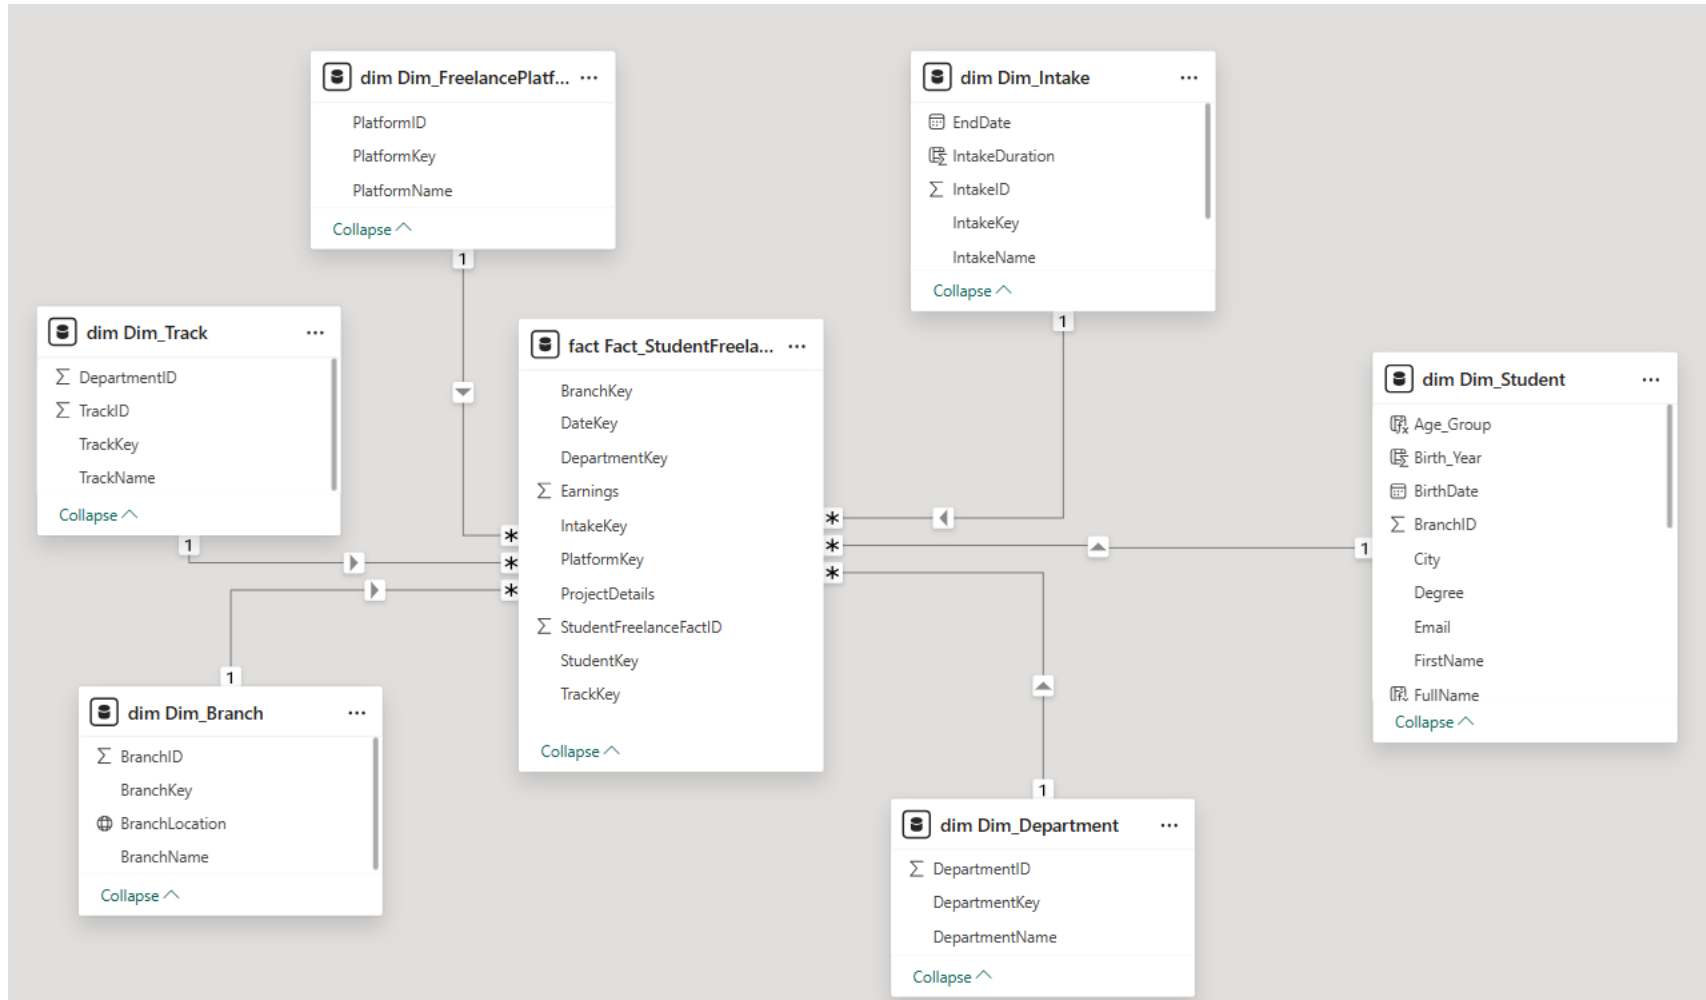 dim Dim_FreelancePlatf... ...
PlatformID
PlatformKey
PlatformName
Collapse
1
dim Dim_Intake ...
EndDate
IntakeDuration
∑ IntakeID
IntakeKey
IntakeName
Collapse
1
dim Dim_Track ...
∑ DepartmentID
∑ TrackID
TrackKey
TrackName
Collapse
1
fact Fact_StudentFreela... ...
BranchKey
DateKey
DepartmentKey
∑ Earnings
IntakeKey
PlatformKey
ProjectDetails
∑ StudentFreelanceFactID
StudentKey
TrackKey
Collapse
*
*
*
*
*
*
dim Dim_Student ...
Age_Group
Birth_Year
BirthDate
∑ BranchID
City
Degree
Email
FirstName
FullName
Collapse
1
1
dim Dim_Branch ...
∑ BranchID
BranchKey
BranchLocation
BranchName
Collapse
1
dim Dim_Department ...
∑ DepartmentID
DepartmentKey
DepartmentName
Collapse